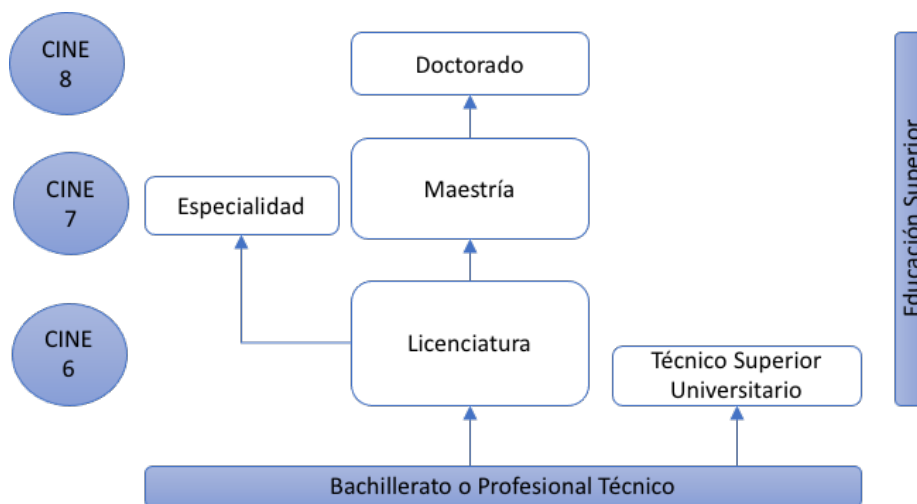 CINE
8
Doctorado
CINE
7
Especialidad
Maestría
CINE
6
Licenciatura
Técnico Superior
Universitario
Bachillerato o Profesional Técnico
Educación Superior